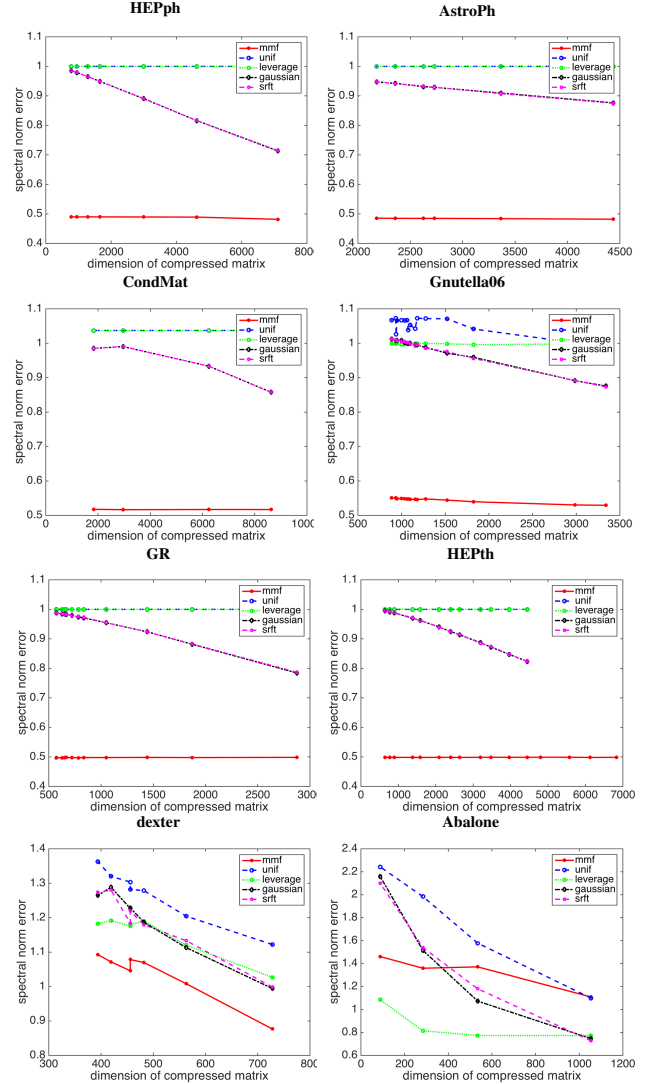 HEPph
AstroPh
1.1
1
0.9
0.8
0.7
0.6
0.5
0.4
spectral norm error
0
2000
4000
6000
800
dimension of compressed matrix
mmf
unif
leverage
gaussian
srft
1.1
1
0.9
0.8
0.7
0.6
0.5
0.4
spectral norm error
2000
2500
3000
3500
4000
4500
dimension of compressed matrix
mmf
unif
leverage
gaussian
srft
CondMat
Gnutella06
1.1
1
0.9
0.8
0.7
0.6
0.5
spectral norm error
0
2000
4000
6000
8000
1000
dimension of compressed matrix
mmf
unif
leverage
gaussian
srft
1.1
1
0.9
0.8
0.7
0.6
0.5
spectral norm error
500
1000
1500
2000
2500
3000
3500
dimension of compressed matrix
mmf
unif
leverage
gaussian
srft
GR
HEPth
1.1
1
0.9
0.8
0.7
0.6
0.5
0.4
spectral norm error
500
1000
1500
2000
2500
300
dimension of compressed matrix
mmf
unif
leverage
gaussian
srft
1.1
1
0.9
0.8
0.7
0.6
0.5
0.4
spectral norm error
0
1000
2000
3000
4000
5000
6000
7000
dimension of compressed matrix
mmf
unif
leverage
gaussian
srft
dexter
Abalone
1.4
1.3
1.2
1.1
1
0.9
0.8
spectral norm error
300
400
500
600
700
800
dimension of compressed matrix
mmf
unif
leverage
gaussian
srft
2.4
2.2
2
1.8
1.6
1.4
1.2
1
0.8
0.6
spectral norm error
0
200
400
600
800
1000
1200
dimension of compressed matrix
mmf
unif
leverage
gaussian
srft